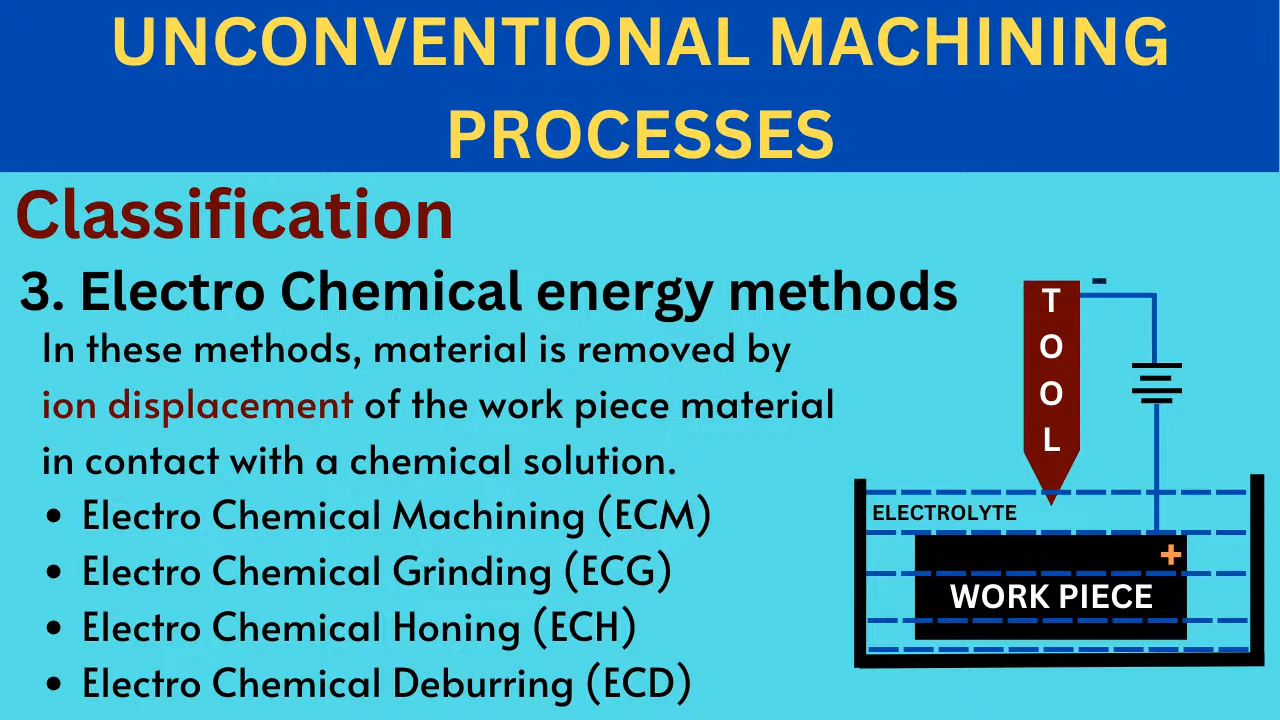 UNCONVENTIONAL MACHINING
PROCESSES
Classification
3. Electro Chemical energy methods
In these methods, material is removed by
ion displacement of the work piece material
in contact with a chemical solution.
• Electro Chemical Machining (ECM)
• Electro Chemical Grinding (ECG)
• Electro Chemical Honing (ECH)
• Electro Chemical Deburring (ECD)
-
T
O
O
L
ELECTROLYTE
+
WORK PIECE